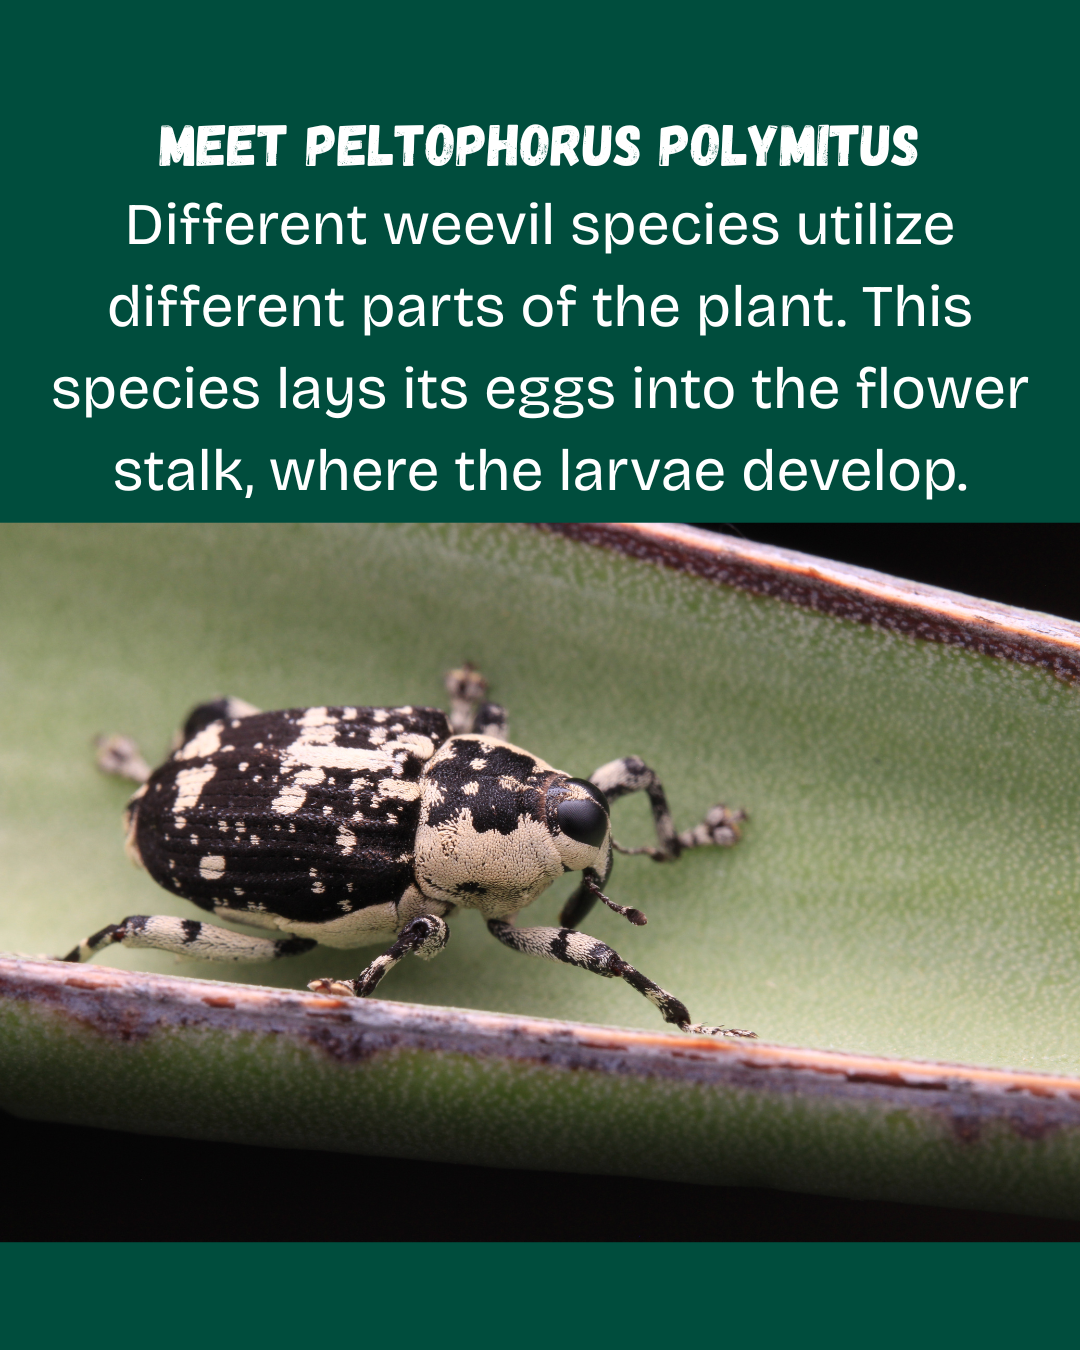 MEET PELTOPHORUS POLYMITUS
Different weevil species utilize
different parts of the plant. This
species lays its eggs into the flower
stalk, where the larvae develop.